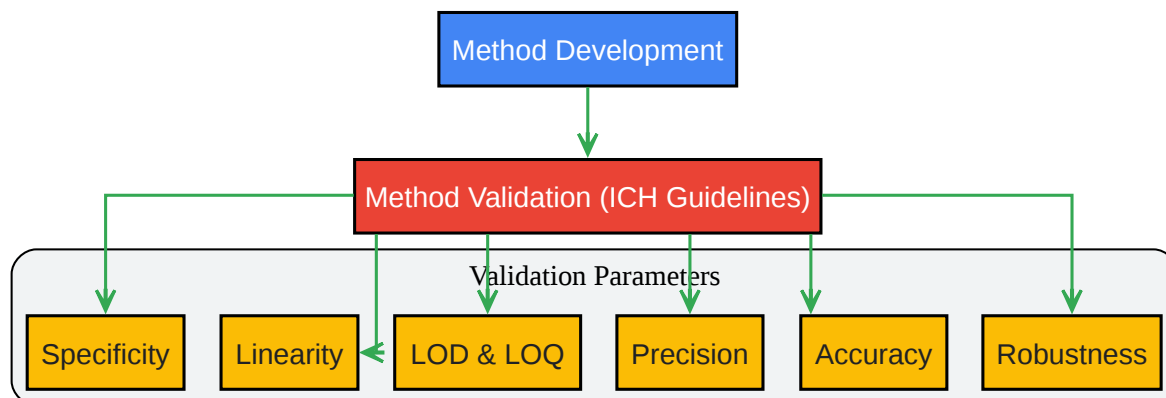 Method Development
Method Validation (ICH Guidelines)
Validation Parameters
Specificity
Linearity
LOD & LOQ
Precision
Accuracy
Robustness